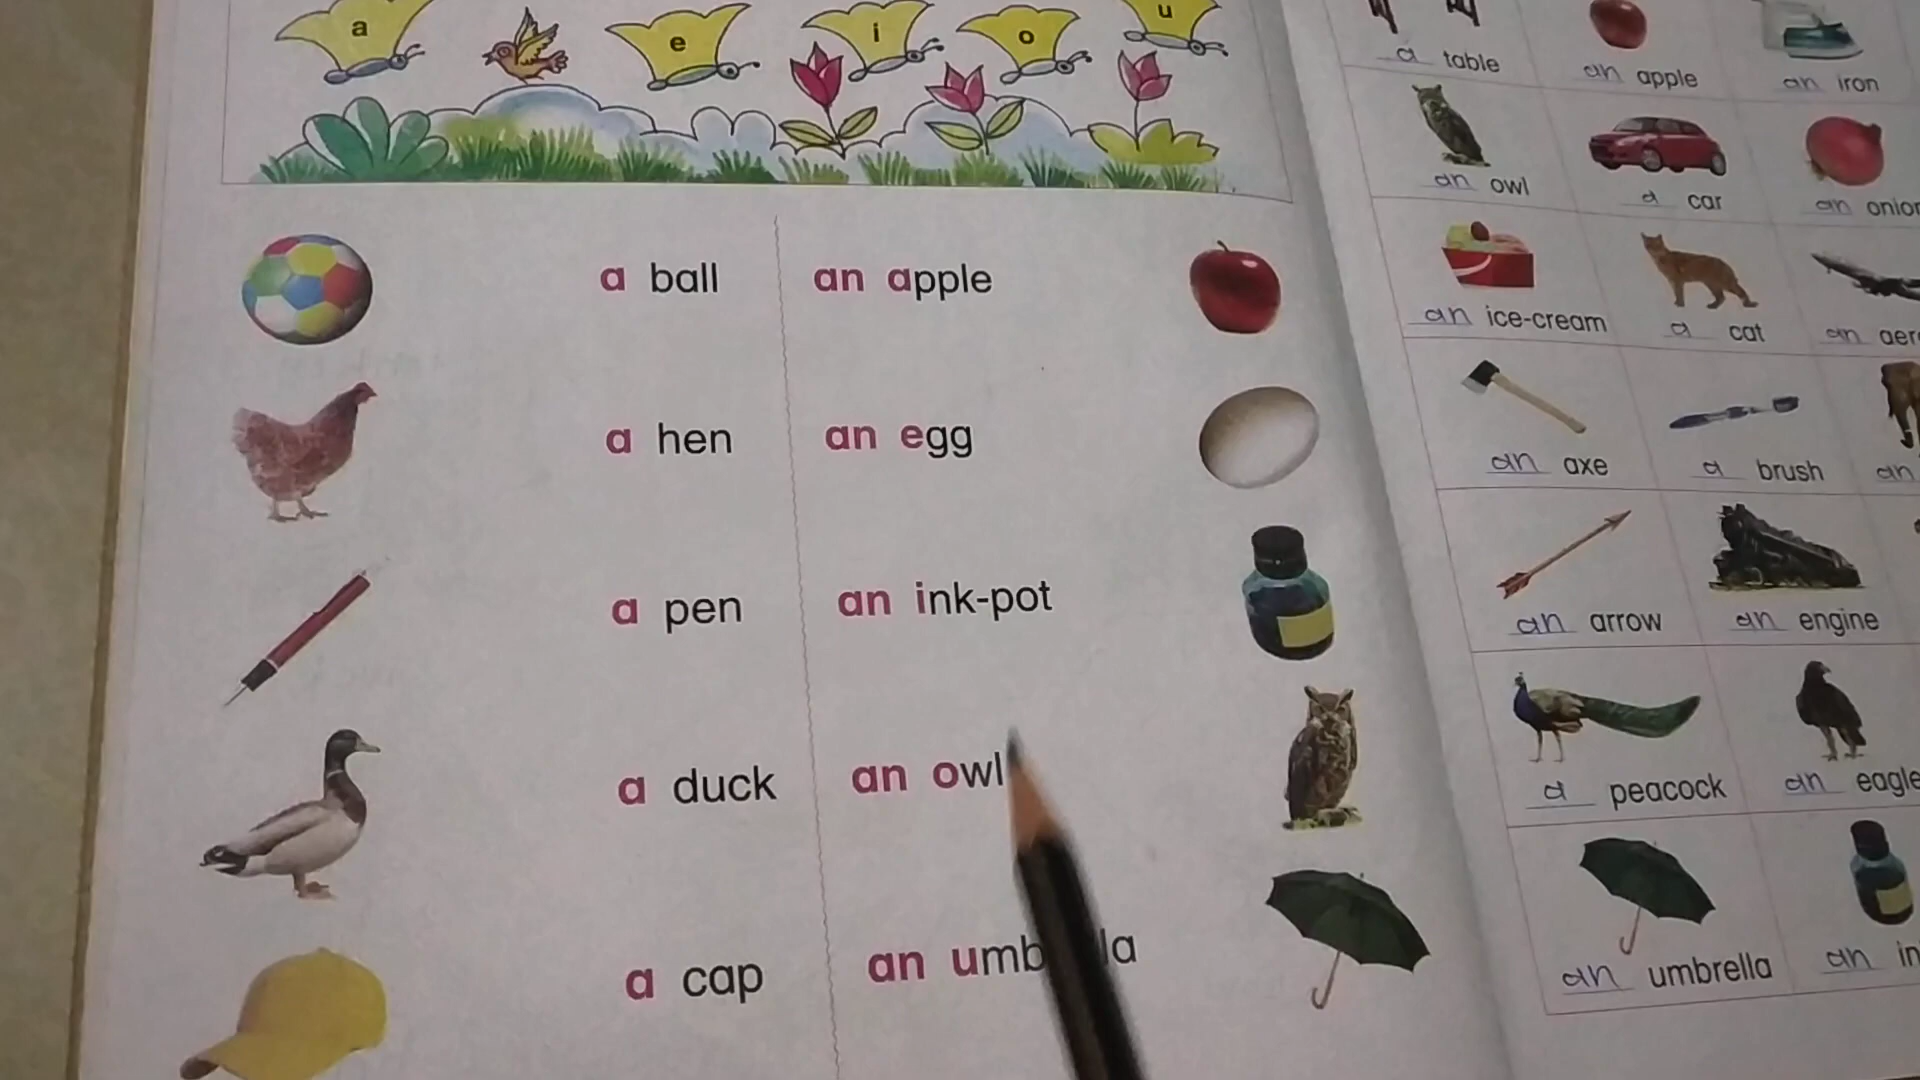 a e i o u
a ball an apple
a hen an egg
a pen an ink-pot
a duck an owl
a cap an
a table an apple an iron
an owl a car an
an ice-cream a cat an
an axe a brush an
an arrow an engine
a peacock an eagle
an umbrella an